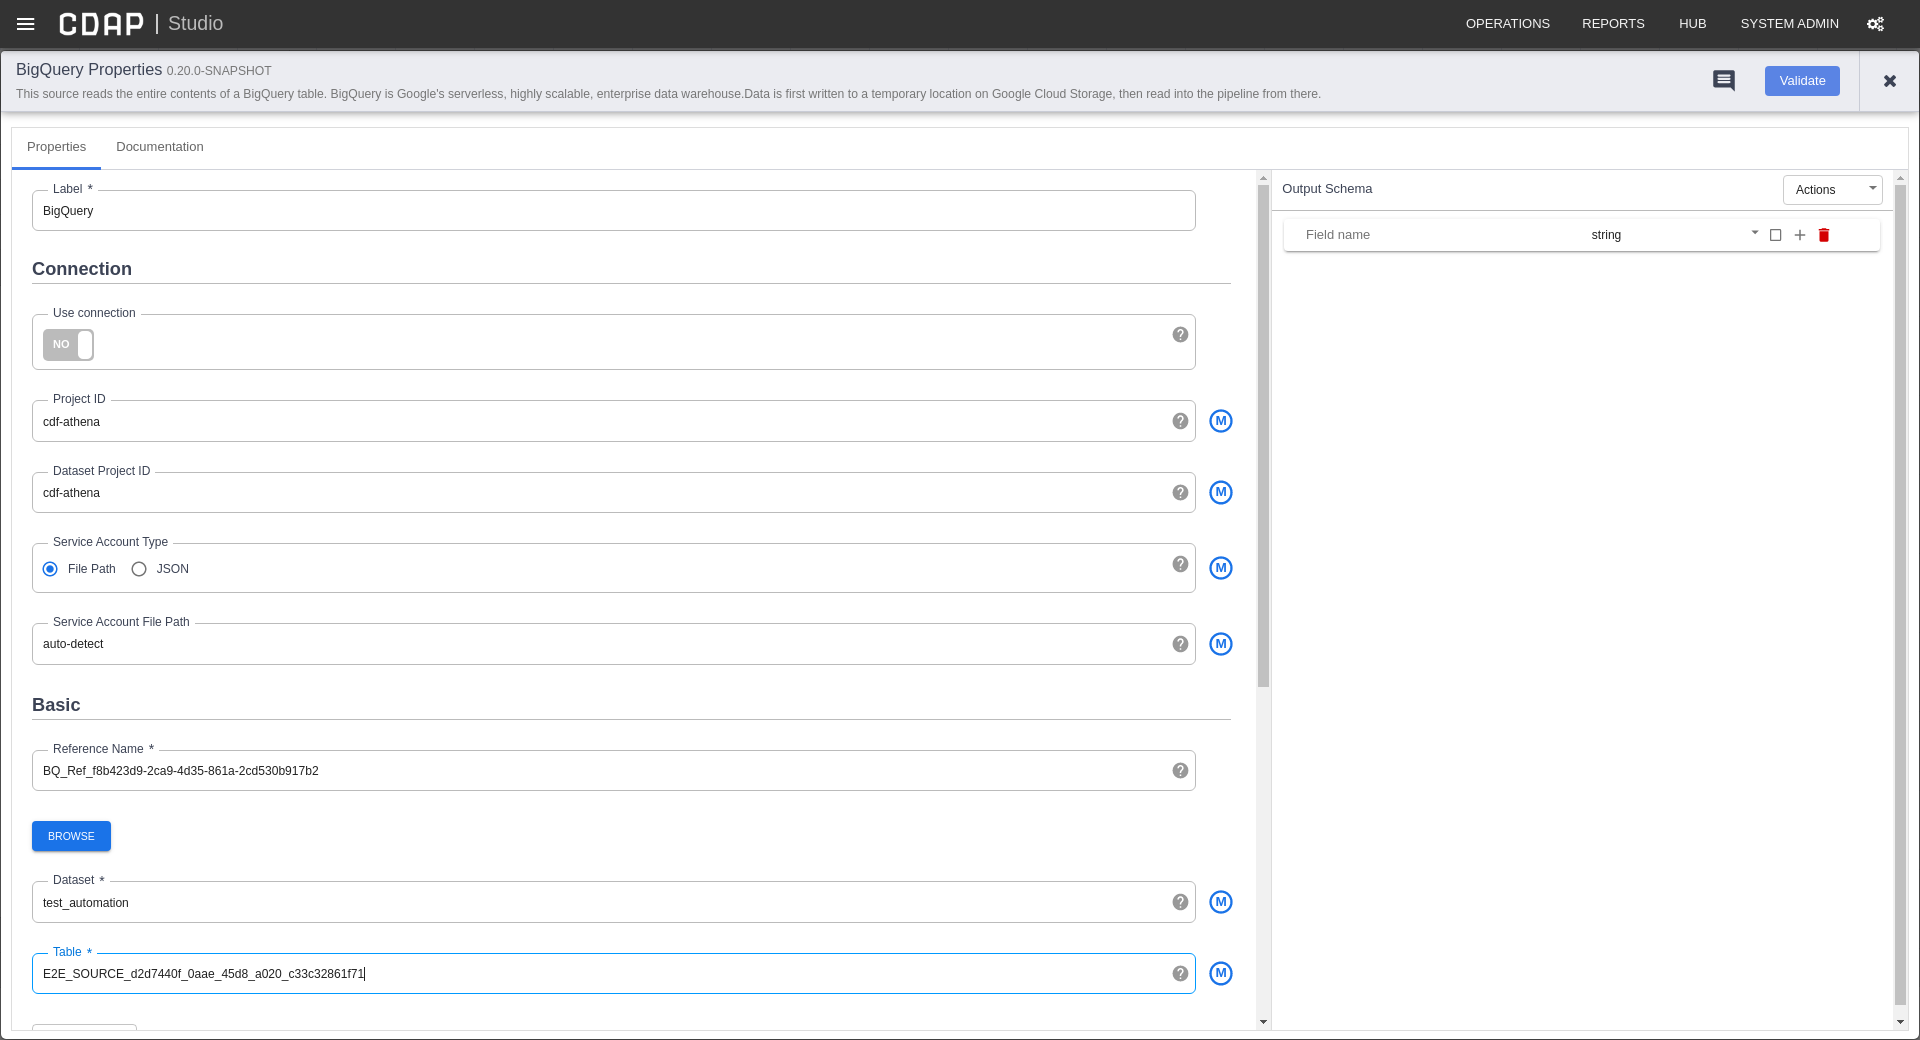 CDAP | Studio OPERATIONS REPORTS HUB SYSTEM ADMIN
BigQuery Properties 0.20.0-SNAPSHOT
This source reads the entire contents of a BigQuery table. BigQuery is Google's serverless, highly scalable, enterprise data warehouse.Data is first written to a temporary location on Google Cloud Storage, then read into the pipeline from there.
Validate
Properties Documentation
Label *
BigQuery
Connection
Use connection
NO
Project ID
cdf-athena
M
Dataset Project ID
cdf-athena
M
Service Account Type
File Path JSON
M
Service Account File Path
auto-detect
M
Basic
Reference Name *
BQ_Ref_f8b423d9-2ca9-4d35-861a-2cd530b917b2
BROWSE
Dataset *
test_automation
M
Table *
E2E_SOURCE_d2d7440f_0aae_45d8_a020_c33c32861f71
M
Output Schema Actions
Field name string